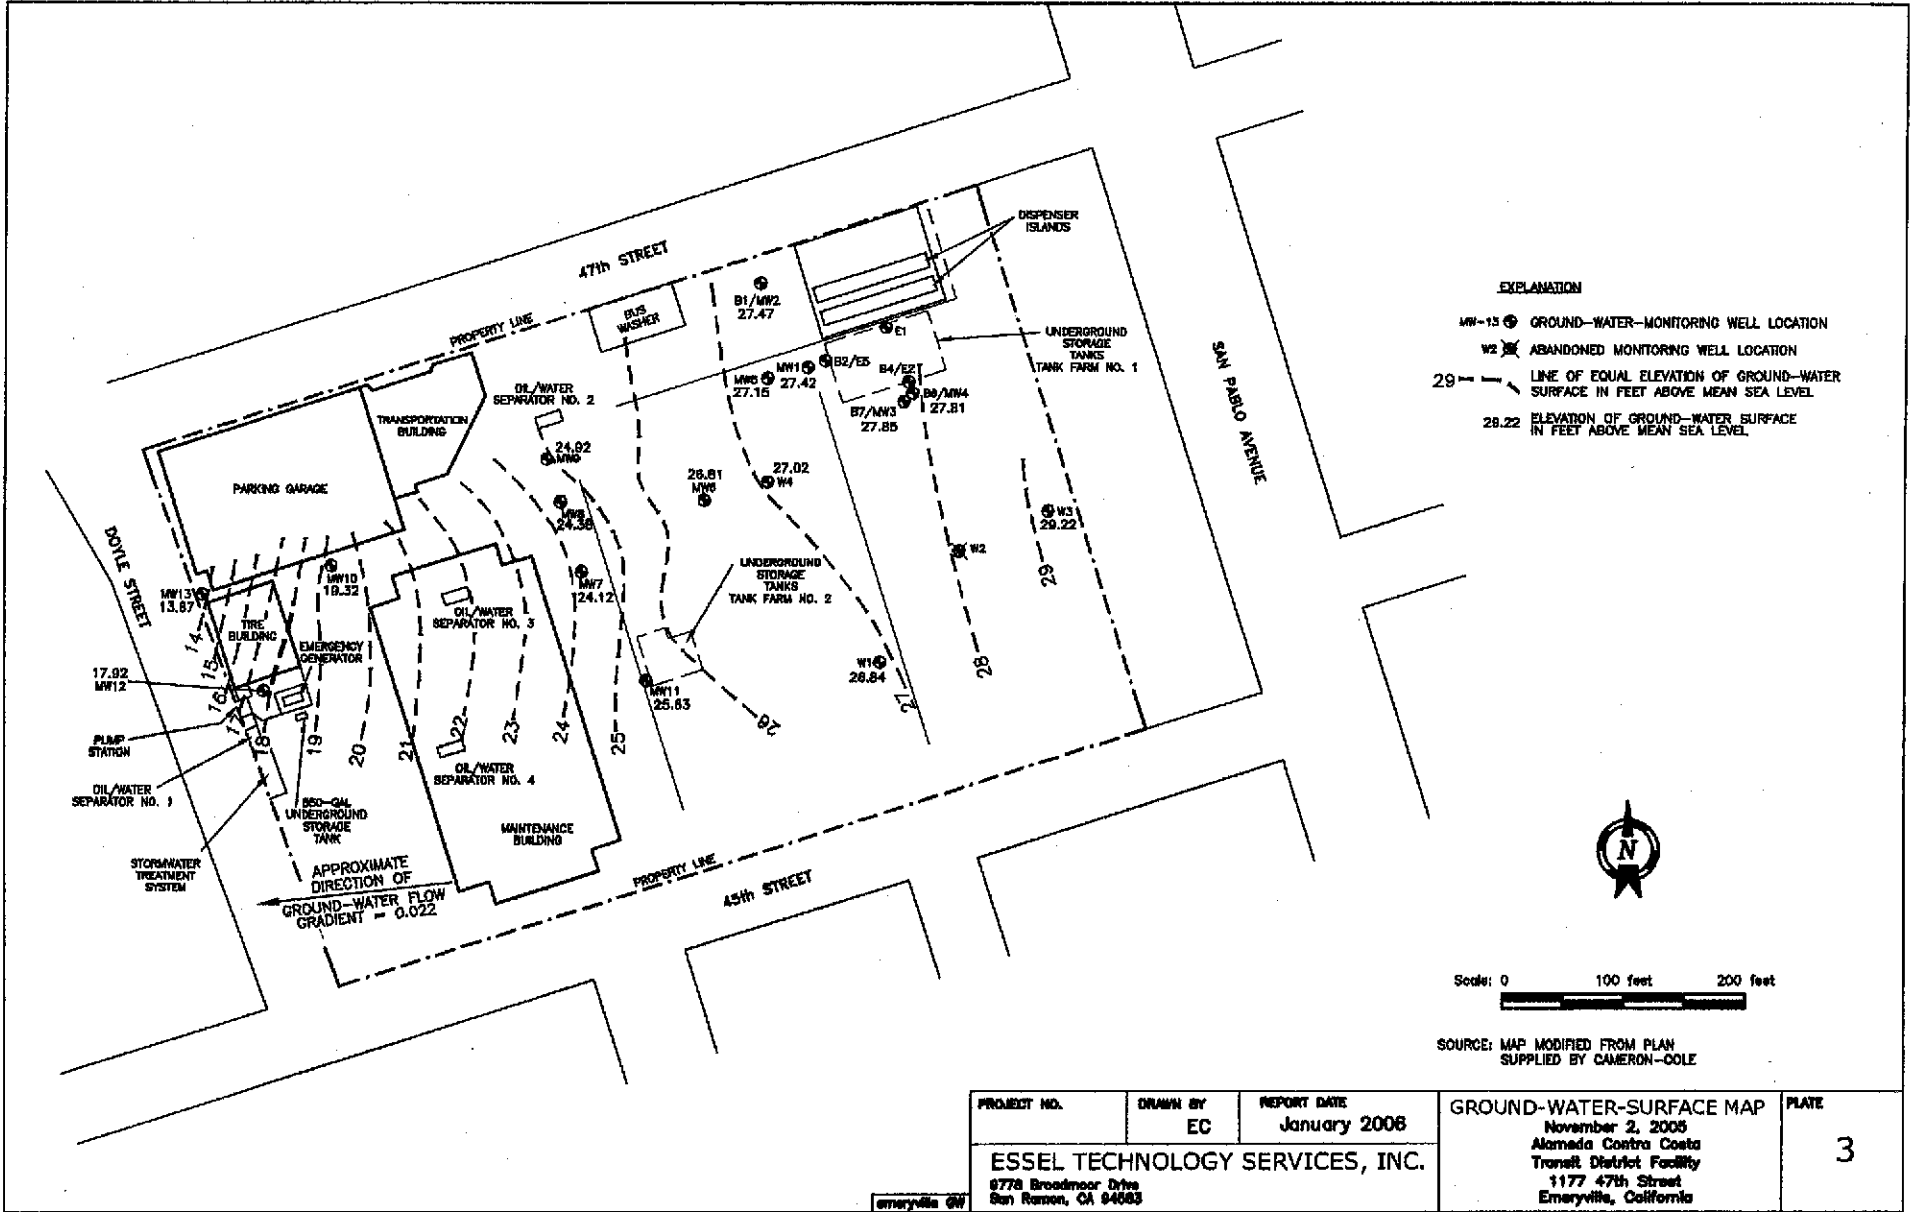 47th STREET
PROPERTY LINE
BUS
WASHER
B1/MW2
27.47
DISPENSER
ISLANDS
E1
UNDERGROUND
STORAGE
TANKS
TANK FARM NO. 1
MW1
27.42
B2/E5
27.15
B4/E2
27.81
B7/MW3
27.85
OIL/WATER
SEPARATOR NO. 2
TRANSPORTATION
BUILDING
PARKING GARAGE
24.92
24.36
MW7
24.12
27.02
W4
W2
W3
29.22
W1
26.84
MW11
25.63
UNDERGROUND
STORAGE
TANKS
TANK FARM NO. 2
SAN PABLO AVENUE
DOYLE STREET
MW13
13.87
MW10
19.32
TIRE
BUILDING
EMERGENCY
GENERATOR
OIL/WATER
SEPARATOR NO. 3
17.92
MW12
PUMP
STATION
OIL/WATER
SEPARATOR NO. 1
UNDERGROUND
STORAGE
TANK
STORMWATER
TREATMENT
SYSTEM
OIL/WATER
SEPARATOR NO. 4
MAINTENANCE
BUILDING
14
15
16
17
18
19
20
21
22
23
24
25
26
27
28
29
APPROXIMATE
DIRECTION OF
GROUND-WATER FLOW
GRADIENT = 0.022
PROPERTY LINE
45th STREET
EXPLANATION
MW-13 GROUND-WATER-MONITORING WELL LOCATION
W2 ABANDONED MONITORING WELL LOCATION
29 LINE OF EQUAL ELEVATION OF GROUND-WATER
SURFACE IN FEET ABOVE MEAN SEA LEVEL
29.22 ELEVATION OF GROUND-WATER SURFACE
IN FEET ABOVE MEAN SEA LEVEL
N
Scale: 0 100 feet 200 feet
SOURCE: MAP MODIFIED FROM PLAN
SUPPLIED BY CAMERON-COLE
PROJECT NO.
DRAWN BY
EC
REPORT DATE
January 2006
ESSEL TECHNOLOGY SERVICES, INC.
9778 Broadmoor Drive
San Ramon, CA 94583
GROUND-WATER-SURFACE MAP
November 2, 2005
Alameda Contra Costa
Transit District Facility
1177 47th Street
Emeryville, California
PLATE
3
emeryville GW